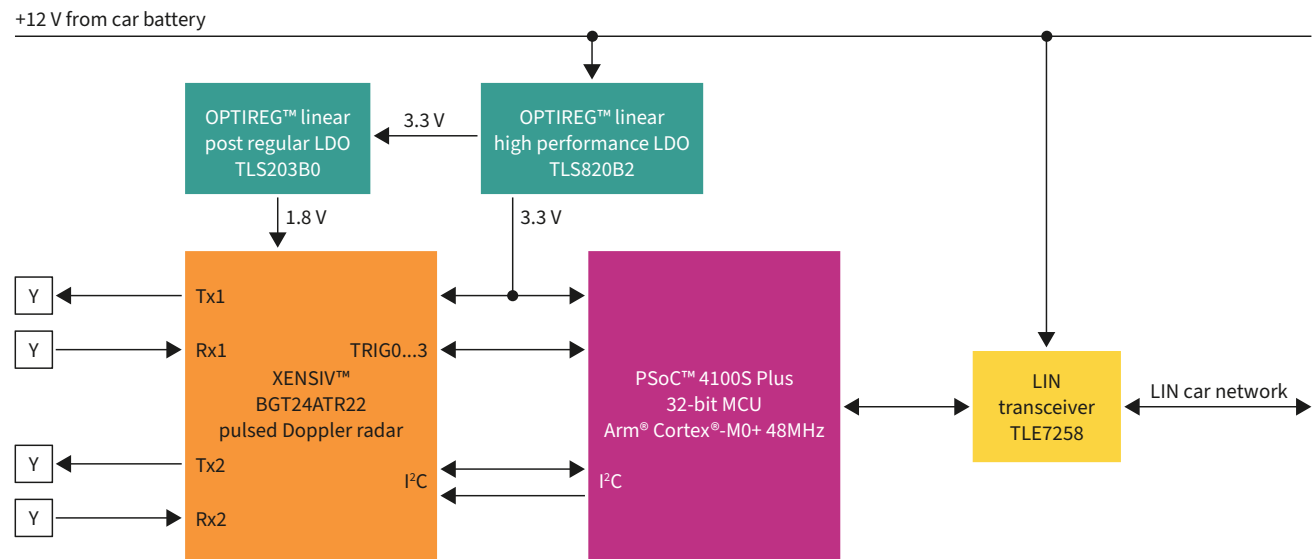 +12 V from car battery
OPTIREG™ linear
post regular LDO
TLS203B0
3.3 V
OPTIREG™ linear
high performance LDO
TLS820B2
1.8 V
3.3 V
Y
Tx1
Y
Rx1
TRIG0...3
XENSIV™
BGT24ATR22
pulsed Doppler radar
Y
Tx2
I²C
Y
Rx2
PSoC™ 4100S Plus
32-bit MCU
Arm® Cortex®-M0+ 48MHz
I²C
LIN
transceiver
TLE7258
LIN car network